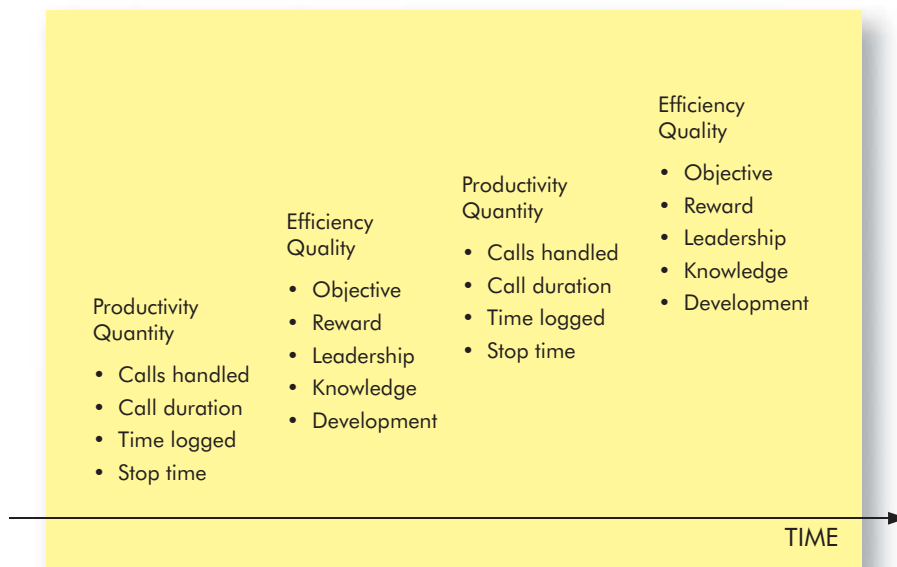 Productivity
Quantity
• Calls handled
• Call duration
• Time logged
• Stop time
Efficiency
Quality
• Objective
• Reward
• Leadership
• Knowledge
• Development
Productivity
Quantity
• Calls handled
• Call duration
• Time logged
• Stop time
Efficiency
Quality
• Objective
• Reward
• Leadership
• Knowledge
• Development
TIME